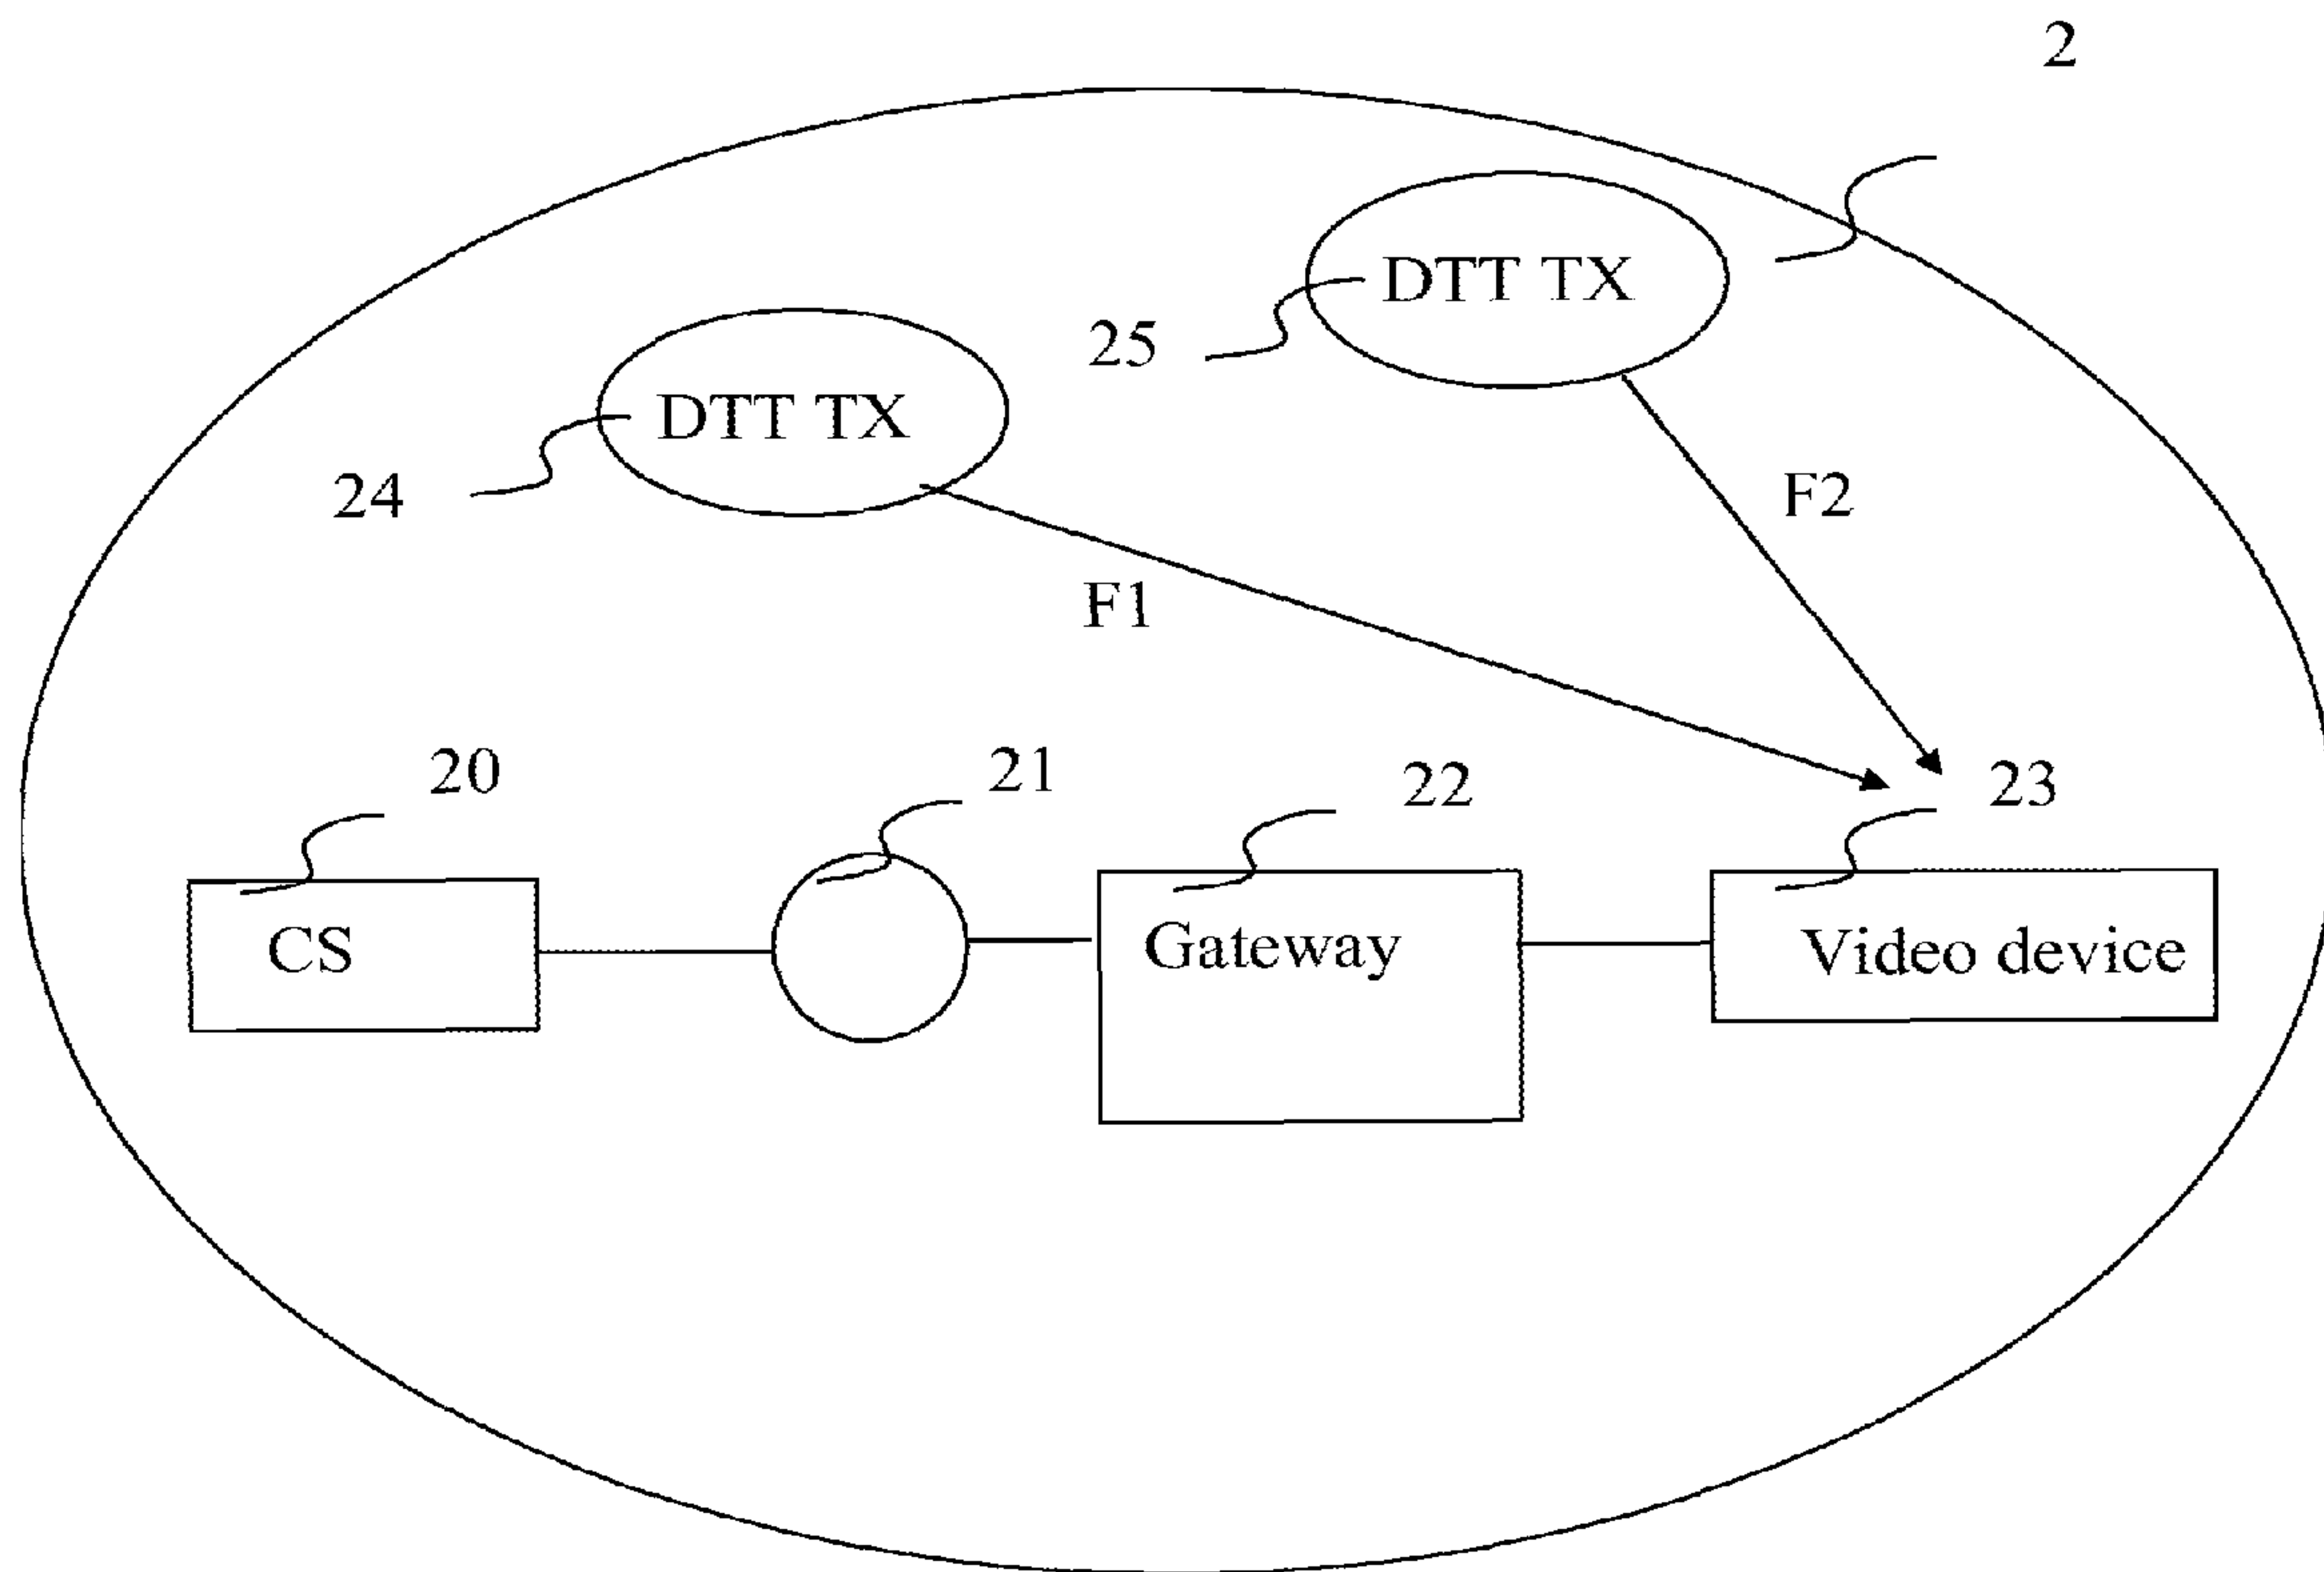 2
DTT TX
25
DTT TX
24
F2
F1
20
21
22
23
CS
Gateway
Video device